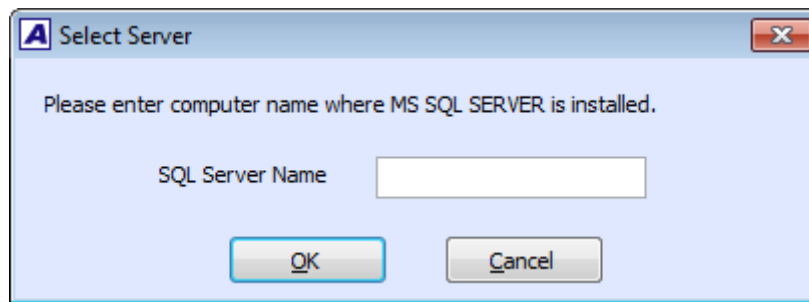 A Select Server
Please enter computer name where MS SQL SERVER is installed.
SQL Server Name
OK Cancel